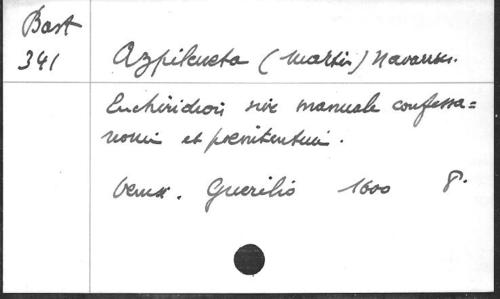 Bast
341
Azpilcueta (Martin) Navarrus.
Enchiridion sive manuale confessa=
riorum et poenitentium.
Venet. Guerilio 1600 8.